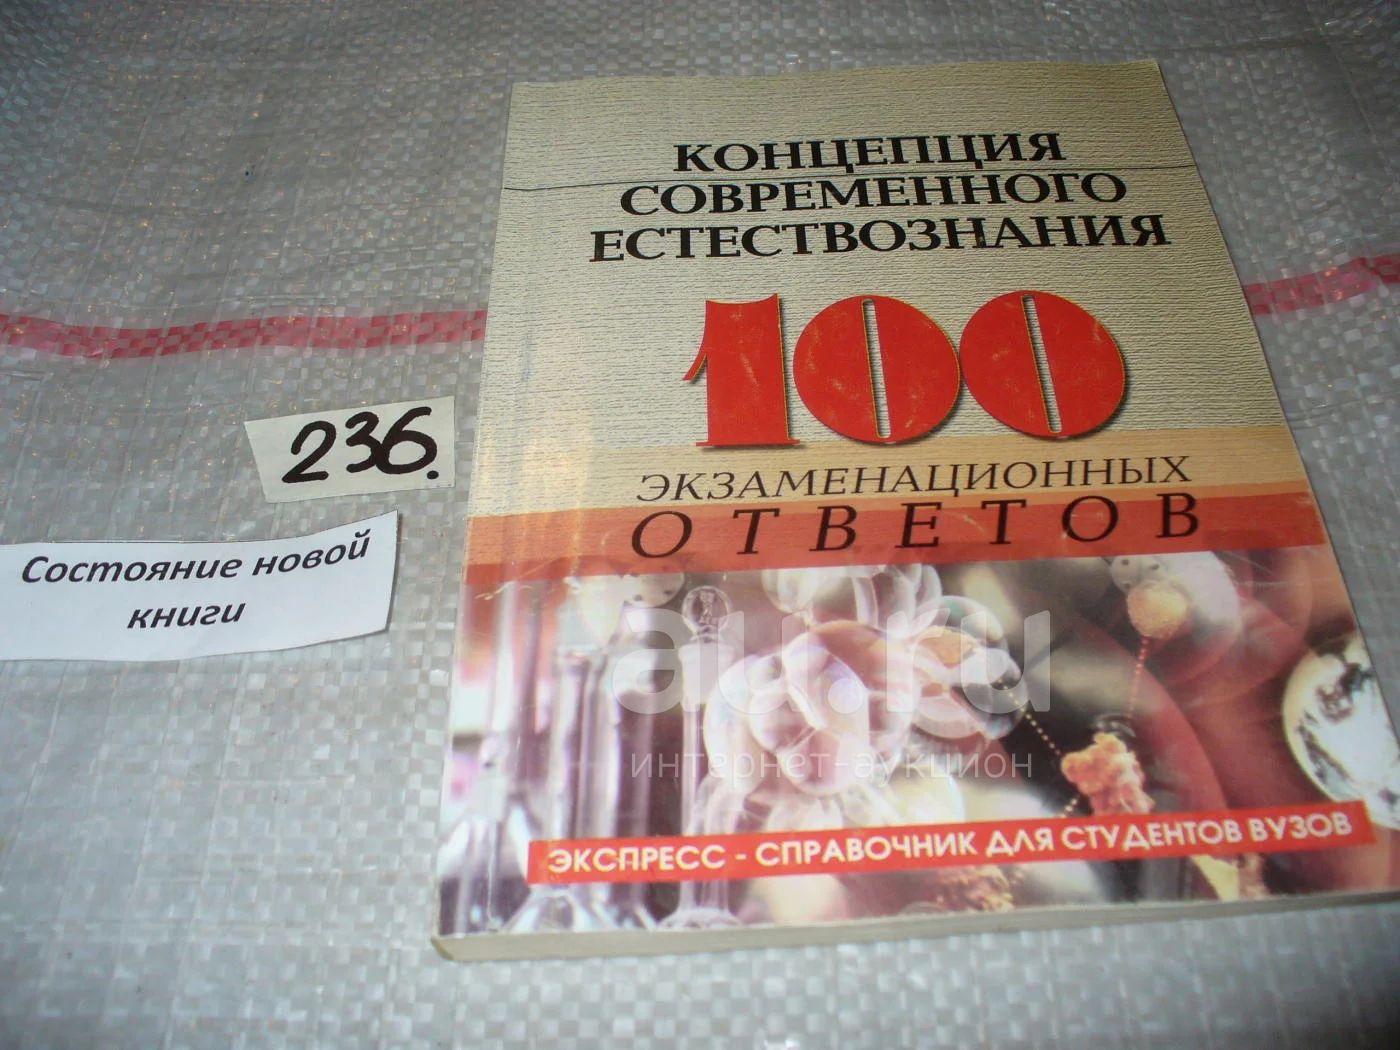 КОНЦЕПЦИЯ
СОВРЕМЕННОГО
ЕСТЕСТВОЗНАНИЯ
100
ЭКЗАМЕНАЦИОННЫХ
ОТВЕТОВ
236.
Состояние новой
книги
au.ru
интернет-аукцион
ЭКСПРЕСС - СПРАВОЧНИК ДЛЯ СТУДЕНТОВ ВУЗОВ